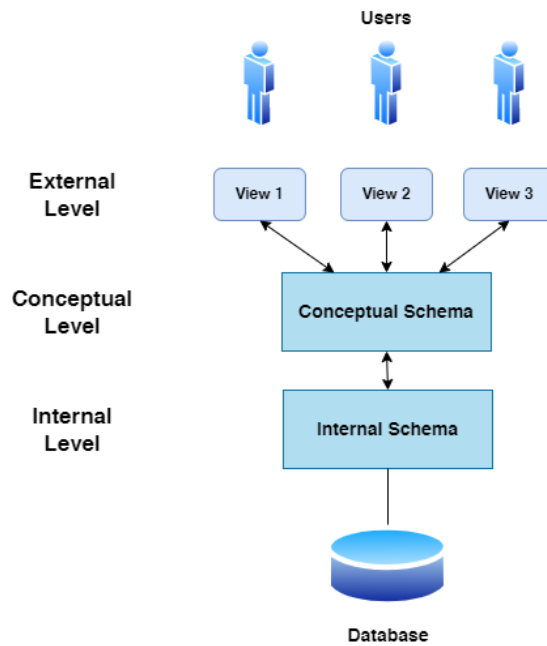 Users
External
Level
View 1
View 2
View 3
Conceptual
Level
Conceptual Schema
Internal
Level
Internal Schema
Database